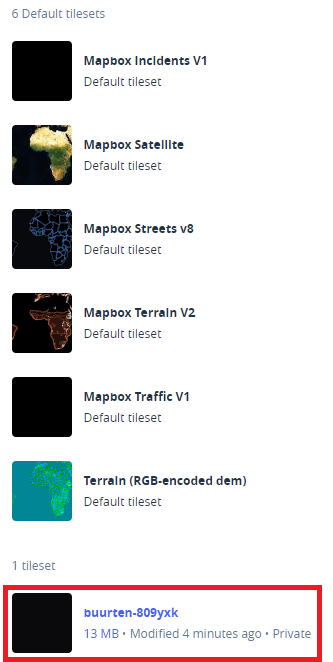 6 Default tilesets
Mapbox Incidents V1
Default tileset
Mapbox Satellite
Default tileset
Mapbox Streets v8
Default tileset
Mapbox Terrain V2
Default tileset
Mapbox Traffic V1
Default tileset
Terrain (RGB-encoded dem)
Default tileset
1 tileset
buurten-809yxk
13 MB • Modified 4 minutes ago • Private